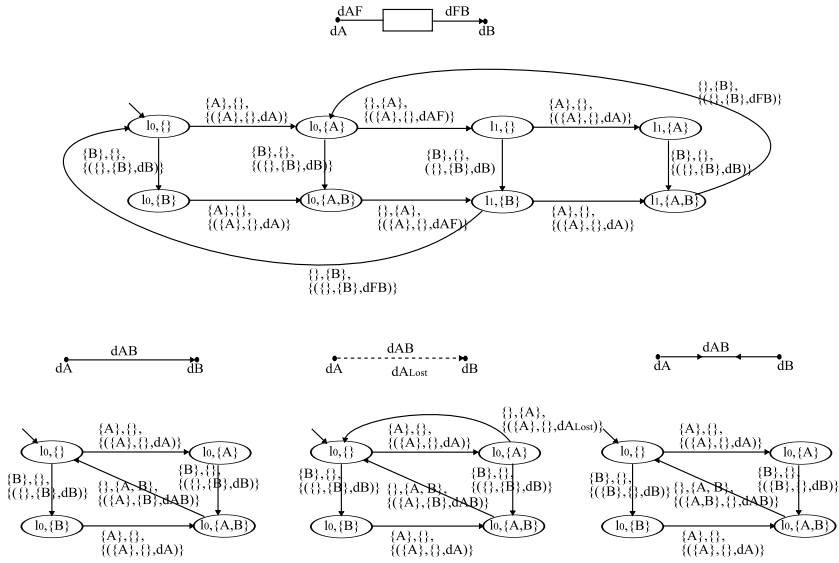 dAF dFB
dA dB
{A},{},
{({A},{},dA)}
{},{A},
{({A},{},dAF)}
{A},{},
{({A},{},dA)}
{},{B},
{({},{B},dFB)}
l0,{} l0,{A} l1,{} l1,{A}
{B},{},
{({},{B},dB)}
{B},{},
{({},{B},dB)}
{B},{},
({},{B},dB)
{B},{},
{({},{B},dB)}
l0,{B} l0,{A,B} l1,{B} l1,{A,B}
{A},{},
{({A},{},dA)}
{},{A},
{({A},{},dAF)}
{A},{},
{({A},{},dA)}
{},{B},
{({},{B},dFB)}
dAB
dA dB
l0,{}
{A},{},
{({A},{},dA)}
l0,{A}
{B},{},
{({},{B},dB)}
{},{A, B},
{({A},{B},dAB)}
{B},{},
{({},{B},dB)}
l0,{B} l0,{A,B}
{A},{},
{({A},{},dA)}
dAB
dA dB
dALost
{},{A},
{({A},{},dALost)}
l0,{}
{A},{},
{({A},{},dA)}
l0,{A}
{B},{},
{({},{B},dB)}
{},{A, B},
{({A},{B},dAB)}
{B},{},
{({},{B},dB)}
l0,{B} l0,{A,B}
{A},{},
{({A},{},dA)}
dAB
dA dB
l0,{}
{A},{},
{({A},{},dA)}
l0,{A}
{B},{},
{({B},{},dB)}
{},{A, B},
{({A,B},{},dAB)}
{B},{},
{({B},{},dB)}
l0,{B} l0,{A,B}
{A},{},
{({A},{},dA)}